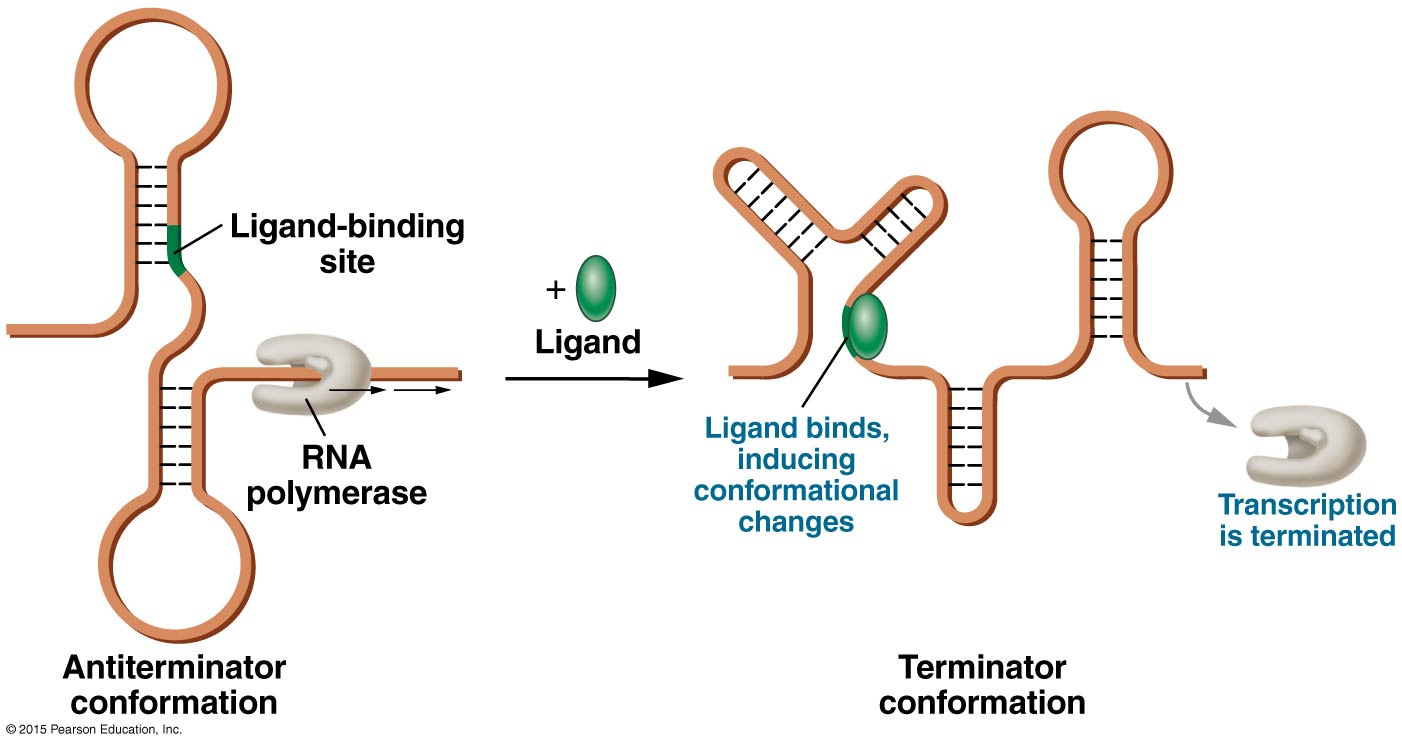 Ligand-binding
site
+
Ligand
RNA
polymerase
Ligand binds,
inducing
conformational
changes
Transcription
is terminated
Antiterminator
conformation
Terminator
conformation
© 2015 Pearson Education, Inc.